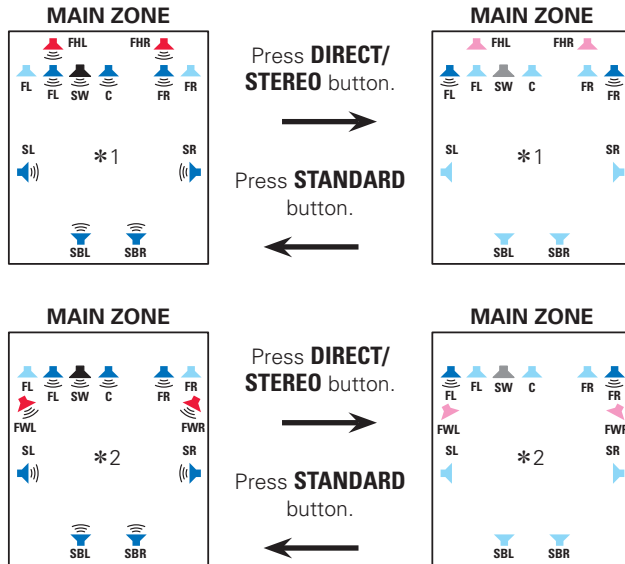 MAIN ZONE
FHL FHR
FL FL SW C FR FR
SL SR
*1
SBL SBR
Press DIRECT/
STEREO button.
Press STANDARD
button.
MAIN ZONE
FHL FHR
FL FL SW C FR FR
SL SR
*1
SBL SBR
MAIN ZONE
FL FL SW C FR FR
FWL FWR
SL SR
*2
SBL SBR
Press DIRECT/
STEREO button.
Press STANDARD
button.
MAIN ZONE
FL FL SW C FR FR
FWL FWR
SL SR
*2
SBL SBR